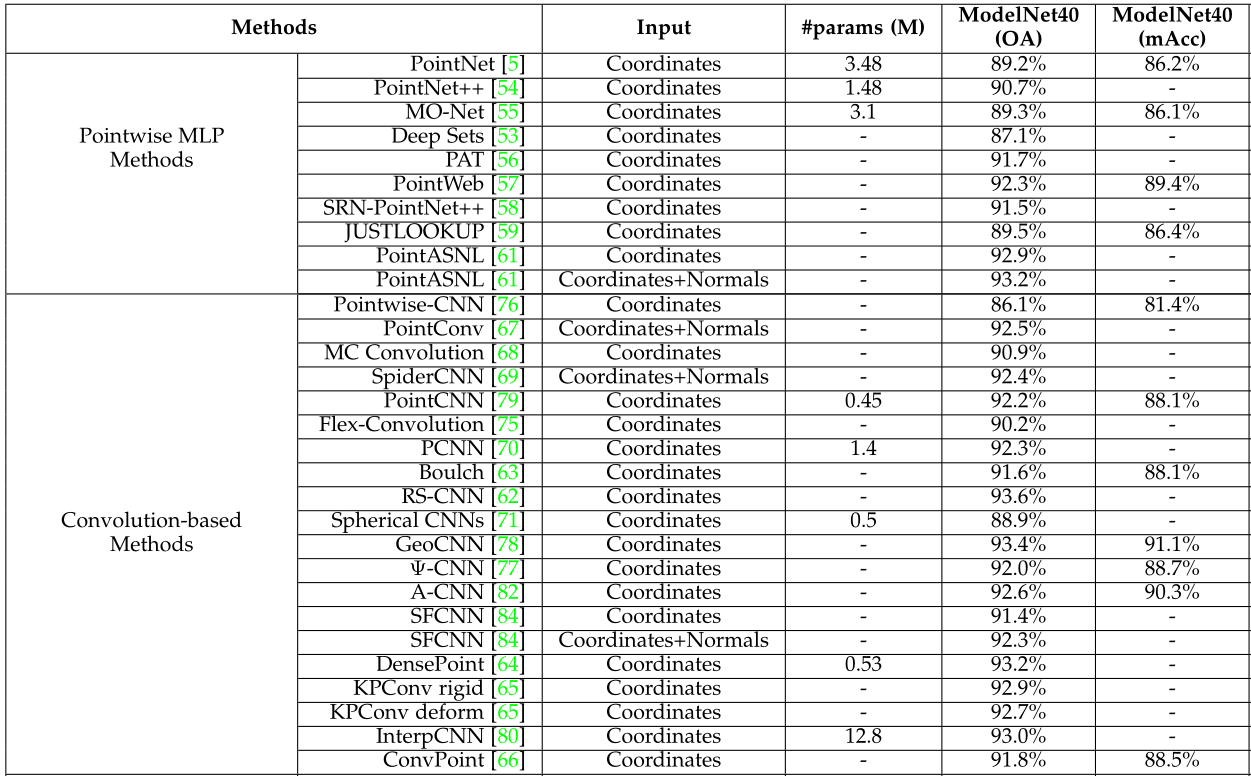 Methods Input #params (M) ModelNet40 (OA) ModelNet40 (mAcc)
Pointwise MLP Methods
PointNet [5] Coordinates 3.48 89.2% 86.2%
PointNet++ [54] Coordinates 1.48 90.7% -
MO-Net [55] Coordinates 3.1 89.3% 86.1%
Deep Sets [53] Coordinates - 87.1% -
PAT [56] Coordinates - 91.7% -
PointWeb [57] Coordinates - 92.3% 89.4%
SRN-PointNet++ [58] Coordinates - 91.5% -
JUSTLOOKUP [59] Coordinates - 89.5% 86.4%
PointASNL [61] Coordinates - 92.9% -
PointASNL [61] Coordinates+Normals - 93.2% -
Convolution-based Methods
Pointwise-CNN [76] Coordinates - 86.1% 81.4%
PointConv [67] Coordinates+Normals - 92.5% -
MC Convolution [68] Coordinates - 90.9% -
SpiderCNN [69] Coordinates+Normals - 92.4% -
PointCNN [79] Coordinates 0.45 92.2% 88.1%
Flex-Convolution [75] Coordinates - 90.2% -
PCNN [70] Coordinates 1.4 92.3% -
Boulch [63] Coordinates - 91.6% 88.1%
RS-CNN [62] Coordinates - 93.6% -
Spherical CNNs [71] Coordinates 0.5 88.9% -
GeoCNN [78] Coordinates - 93.4% 91.1%
Ψ-CNN [77] Coordinates - 92.0% 88.7%
A-CNN [82] Coordinates - 92.6% 90.3%
SFCNN [84] Coordinates - 91.4% -
SFCNN [84] Coordinates+Normals - 92.3% -
DensePoint [64] Coordinates 0.53 93.2% -
KPConv rigid [65] Coordinates - 92.9% -
KPConv deform [65] Coordinates - 92.7% -
InterpCNN [80] Coordinates 12.8 93.0% -
ConvPoint [66] Coordinates - 91.8% 88.5%